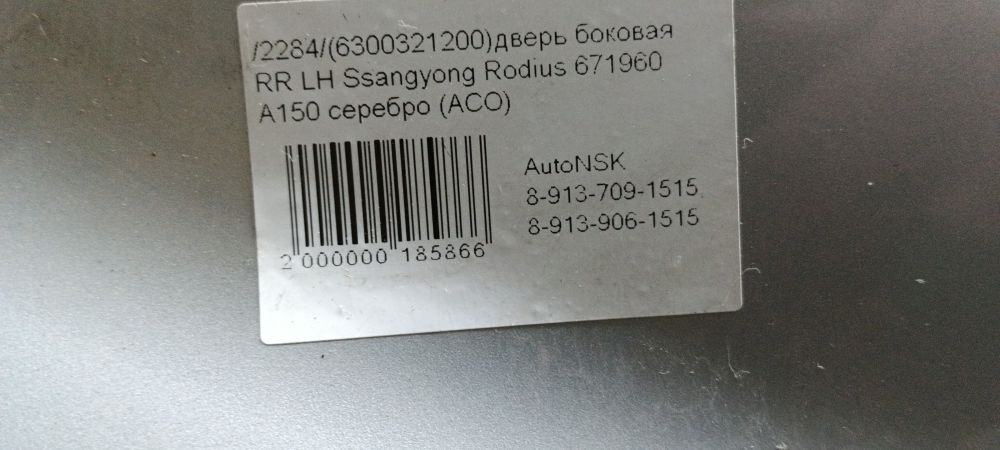 /2284/(6300321200)дверь боковая
RR LH Ssangyong Rodius 671960
A150 серебро (ACO)
AutoNSK
8-913-709-1515
8-913-906-1515
2 000000 185866